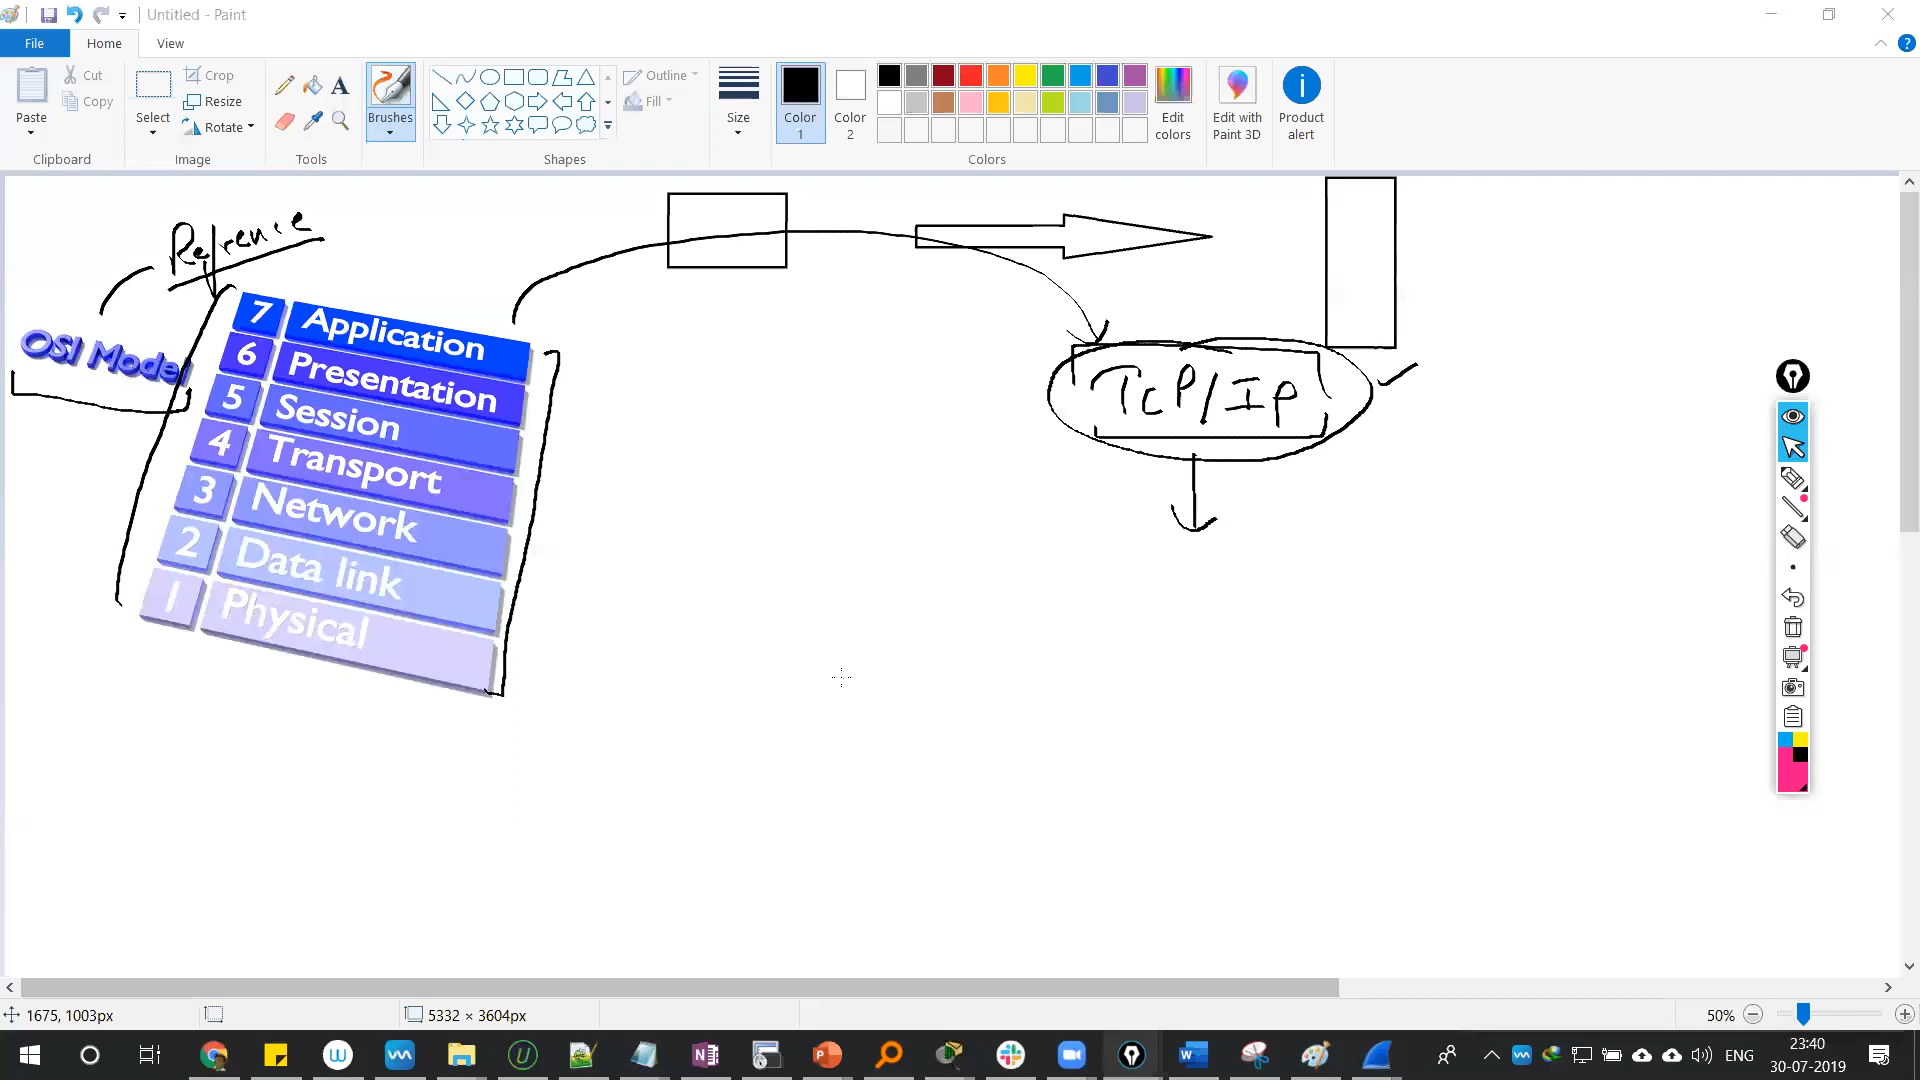 Untitled - Paint
File Home View
Paste
Cut
Copy
Clipboard
Select
Crop
Resize
Rotate
Image
Tools
Brushes
Shapes
Outline
Fill
Size
Color 1
Color 2
Colors
Edit colors
Edit with Paint 3D
Product alert
Refrence
OSI Model
7 Application
6 Presentation
5 Session
4 Transport
3 Network
2 Data link
1 Physical
TCP/IP
1675, 1003px
5332 × 3604px
50%
ENG
23:40
30-07-2019